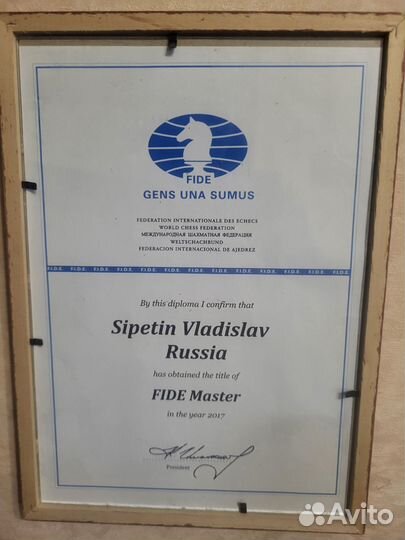 FIDE
GENS UNA SUMUS
FEDERATION INTERNATIONALE DES ECHECS
WORLD CHESS FEDERATION
МЕЖДУНАРОДНАЯ ШАХМАТНАЯ ФЕДЕРАЦИЯ
WELTSCHACHBUND
FEDERACION INTERNACIONAL DE AJEDREZ
F.I.D.E. F.I.D.E. F.I.D.E. F.I.D.E. F.I.D.E. F.I.D.E. F.I.D.E. F.I.D.E. F.I.D.E. F.I.D.E. F.I.D.E. F.I.D.E. F.I.D.E.
By this diploma I confirm that
Sipetin Vladislav
Russia
has obtained the title of
FIDE Master
in the year 2017
President
Avito